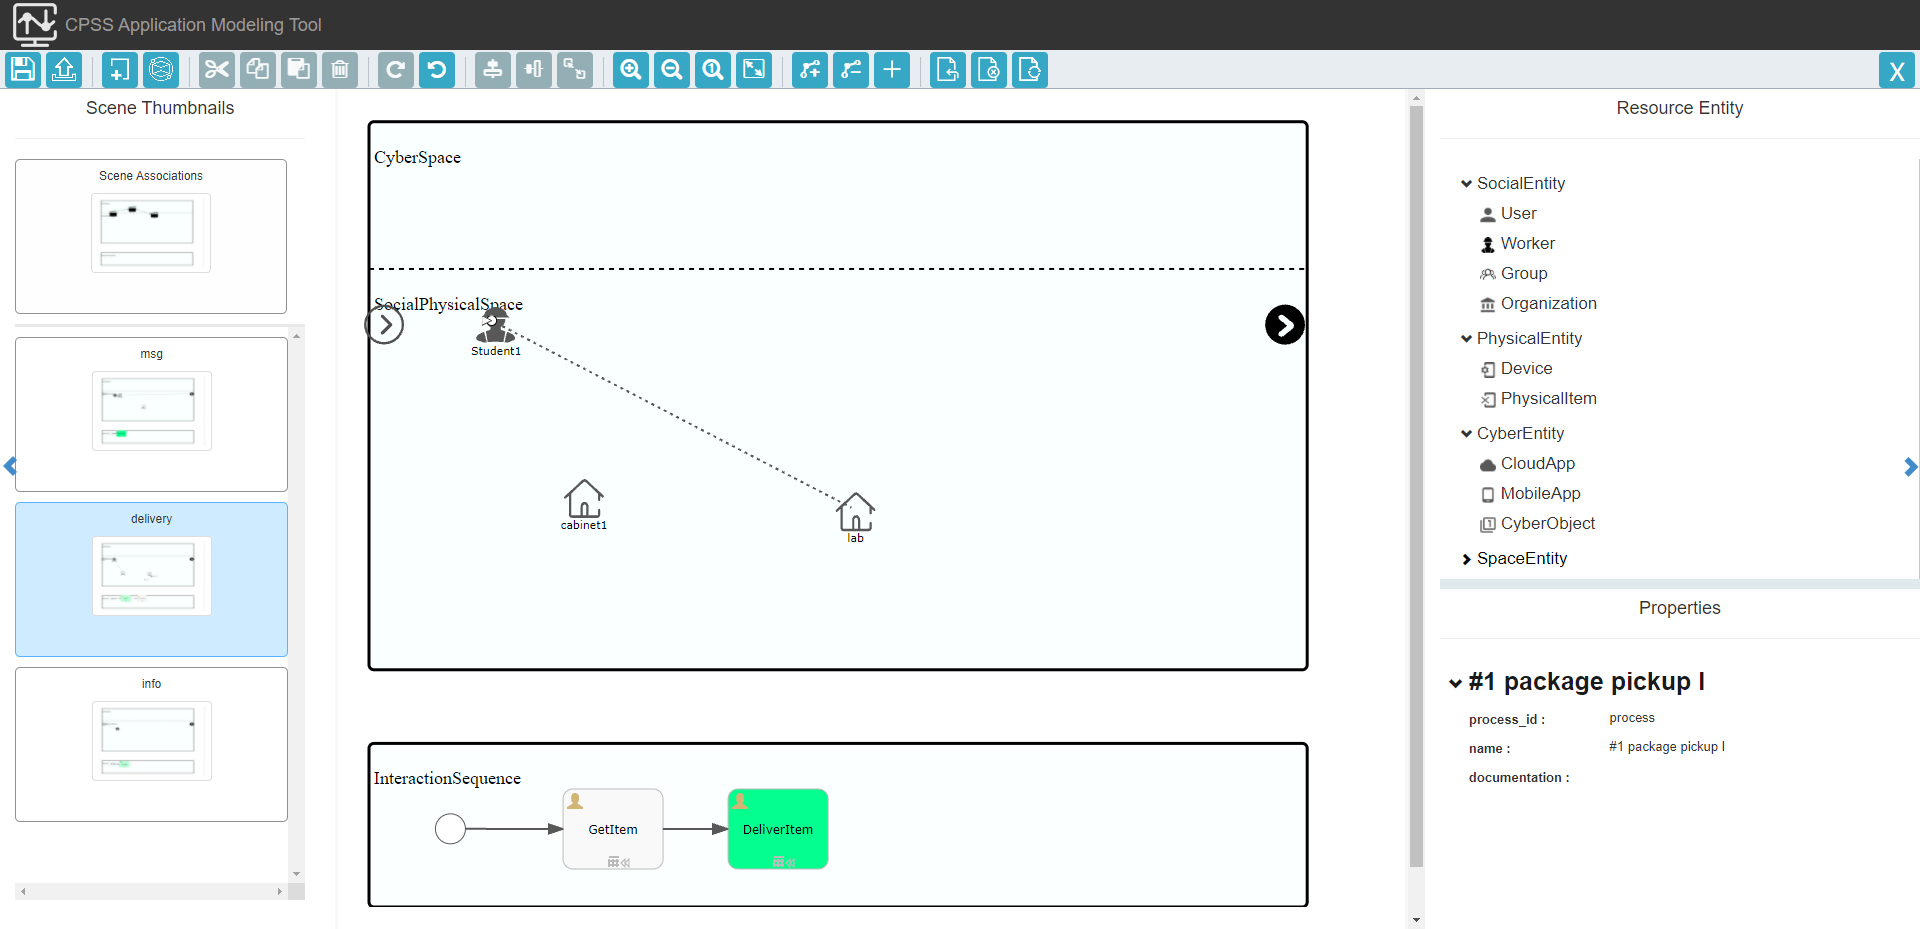 CPSS Application Modeling Tool
X
Scene Thumbnails
Scene Associations
msg
delivery
info
CyberSpace
SocialPhysicalSpace
Student1
cabinet1
lab
InteractionSequence
GetItem
DeliverItem
Resource Entity
SocialEntity
User
Worker
Group
Organization
PhysicalEntity
Device
PhysicalItem
CyberEntity
CloudApp
MobileApp
CyberObject
SpaceEntity
Properties
#1 package pickup I
process_id :
process
name :
#1 package pickup I
documentation :